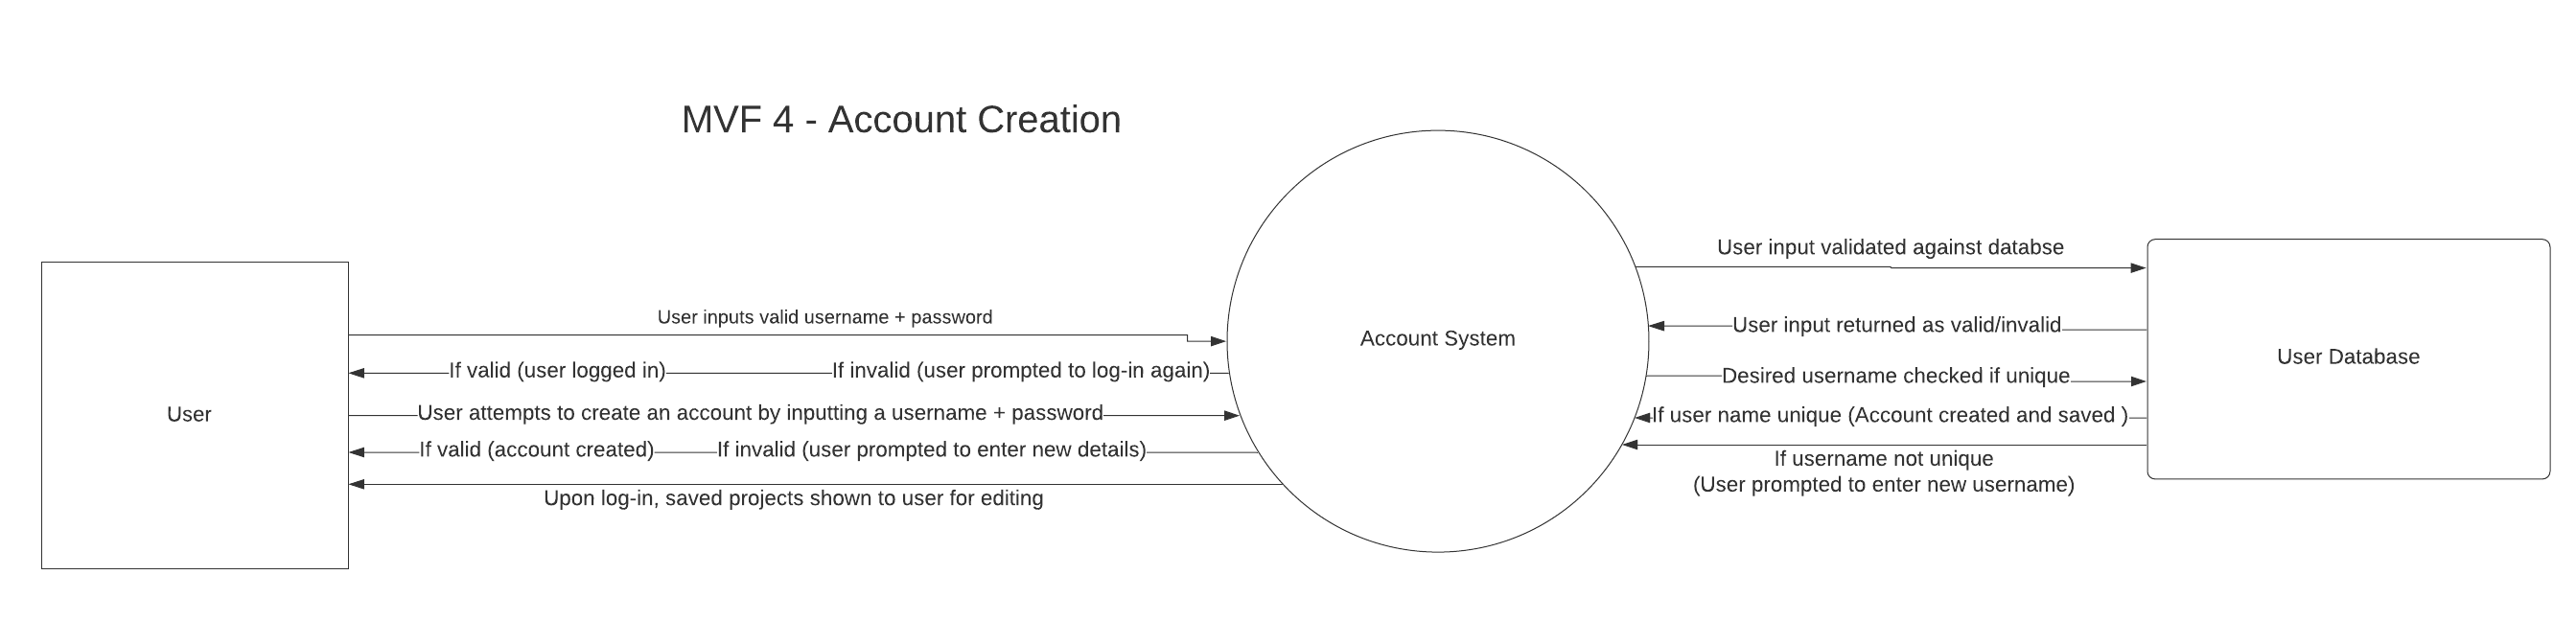 MVF 4 - Account Creation
User
User inputs valid username + password
If valid (user logged in)
If invalid (user prompted to log-in again)
User attempts to create an account by inputting a username + password
If valid (account created)
If invalid (user prompted to enter new details)
Upon log-in, saved projects shown to user for editing
Account System
User input validated against databse
User input returned as valid/invalid
Desired username checked if unique
If user name unique (Account created and saved )
If username not unique
(User prompted to enter new username)
User Database